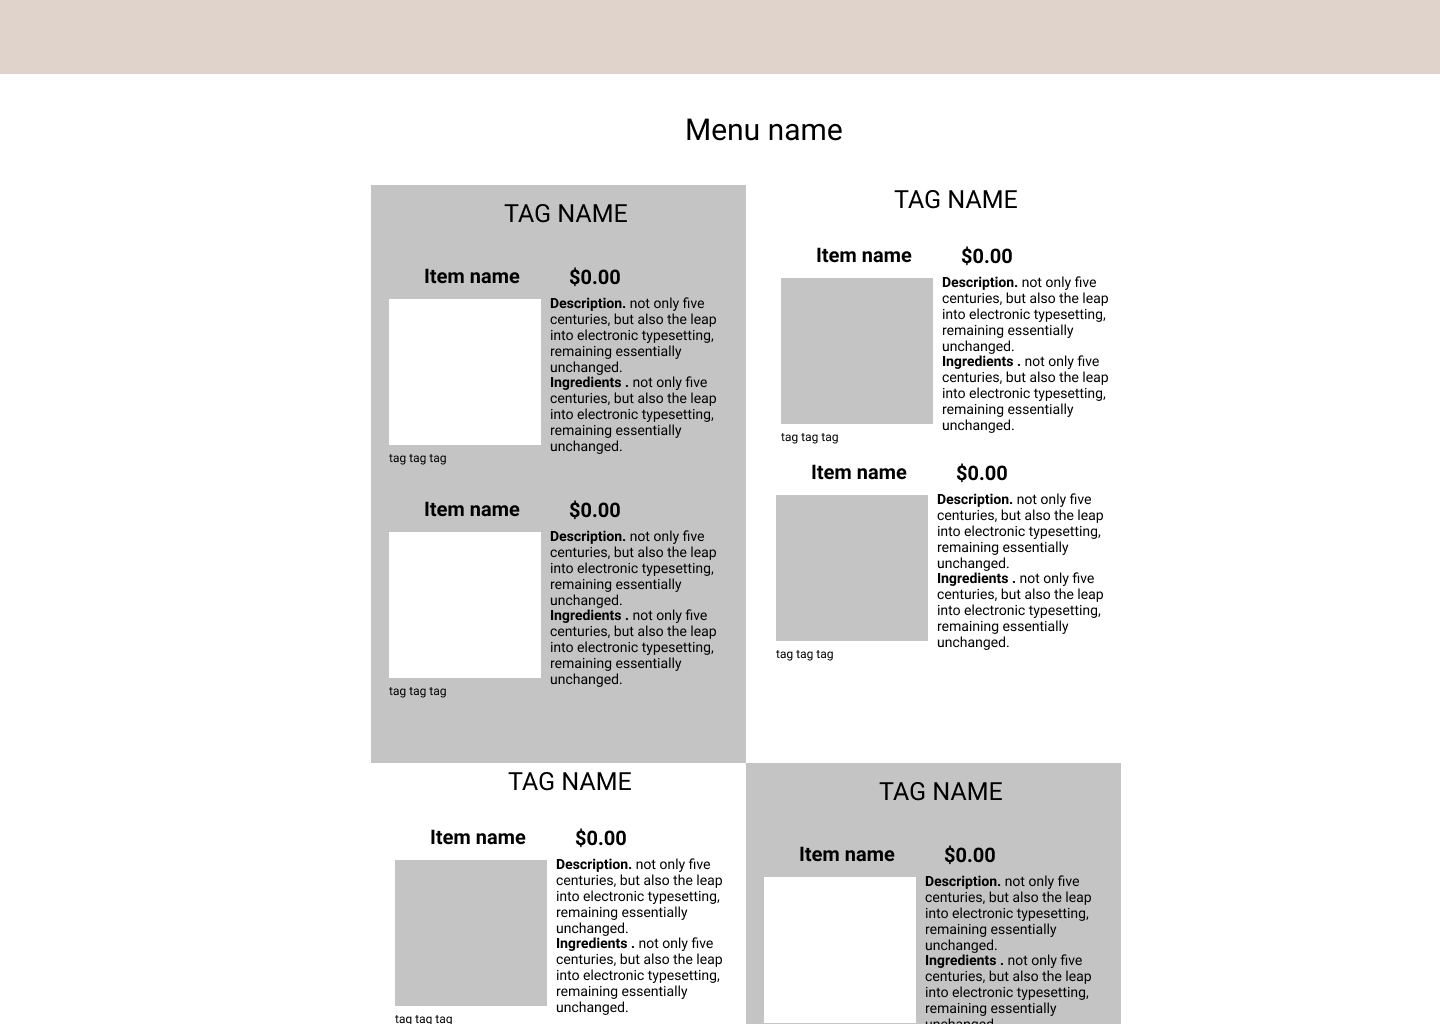 Menu name
TAG NAME
Item name $0.00
Description. not only five
centuries, but also the leap
into electronic typesetting,
remaining essentially
unchanged.
Ingredients . not only five
centuries, but also the leap
into electronic typesetting,
remaining essentially
unchanged.
tag tag tag
Item name $0.00
Description. not only five
centuries, but also the leap
into electronic typesetting,
remaining essentially
unchanged.
Ingredients . not only five
centuries, but also the leap
into electronic typesetting,
remaining essentially
unchanged.
tag tag tag
TAG NAME
Item name $0.00
Description. not only five
centuries, but also the leap
into electronic typesetting,
remaining essentially
unchanged.
Ingredients . not only five
centuries, but also the leap
into electronic typesetting,
remaining essentially
unchanged.
tag tag tag
Item name $0.00
Description. not only five
centuries, but also the leap
into electronic typesetting,
remaining essentially
unchanged.
Ingredients . not only five
centuries, but also the leap
into electronic typesetting,
remaining essentially
unchanged.
tag tag tag
TAG NAME
Item name $0.00
Description. not only five
centuries, but also the leap
into electronic typesetting,
remaining essentially
unchanged.
Ingredients . not only five
centuries, but also the leap
into electronic typesetting,
remaining essentially
unchanged.
tag tag tag
TAG NAME
Item name $0.00
Description. not only five
centuries, but also the leap
into electronic typesetting,
remaining essentially
unchanged.
Ingredients . not only five
centuries, but also the leap
into electronic typesetting,
remaining essentially
unchanged.